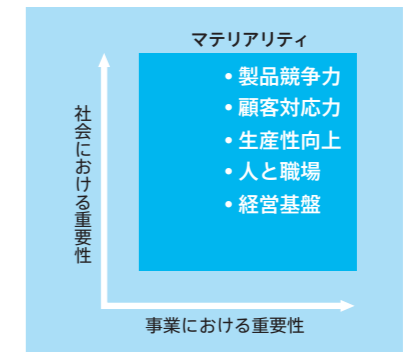 マテリアリティ
• 製品競争力
• 顧客対応力
• 生産性向上
• 人と職場
• 経営基盤
社会における重要性
事業における重要性